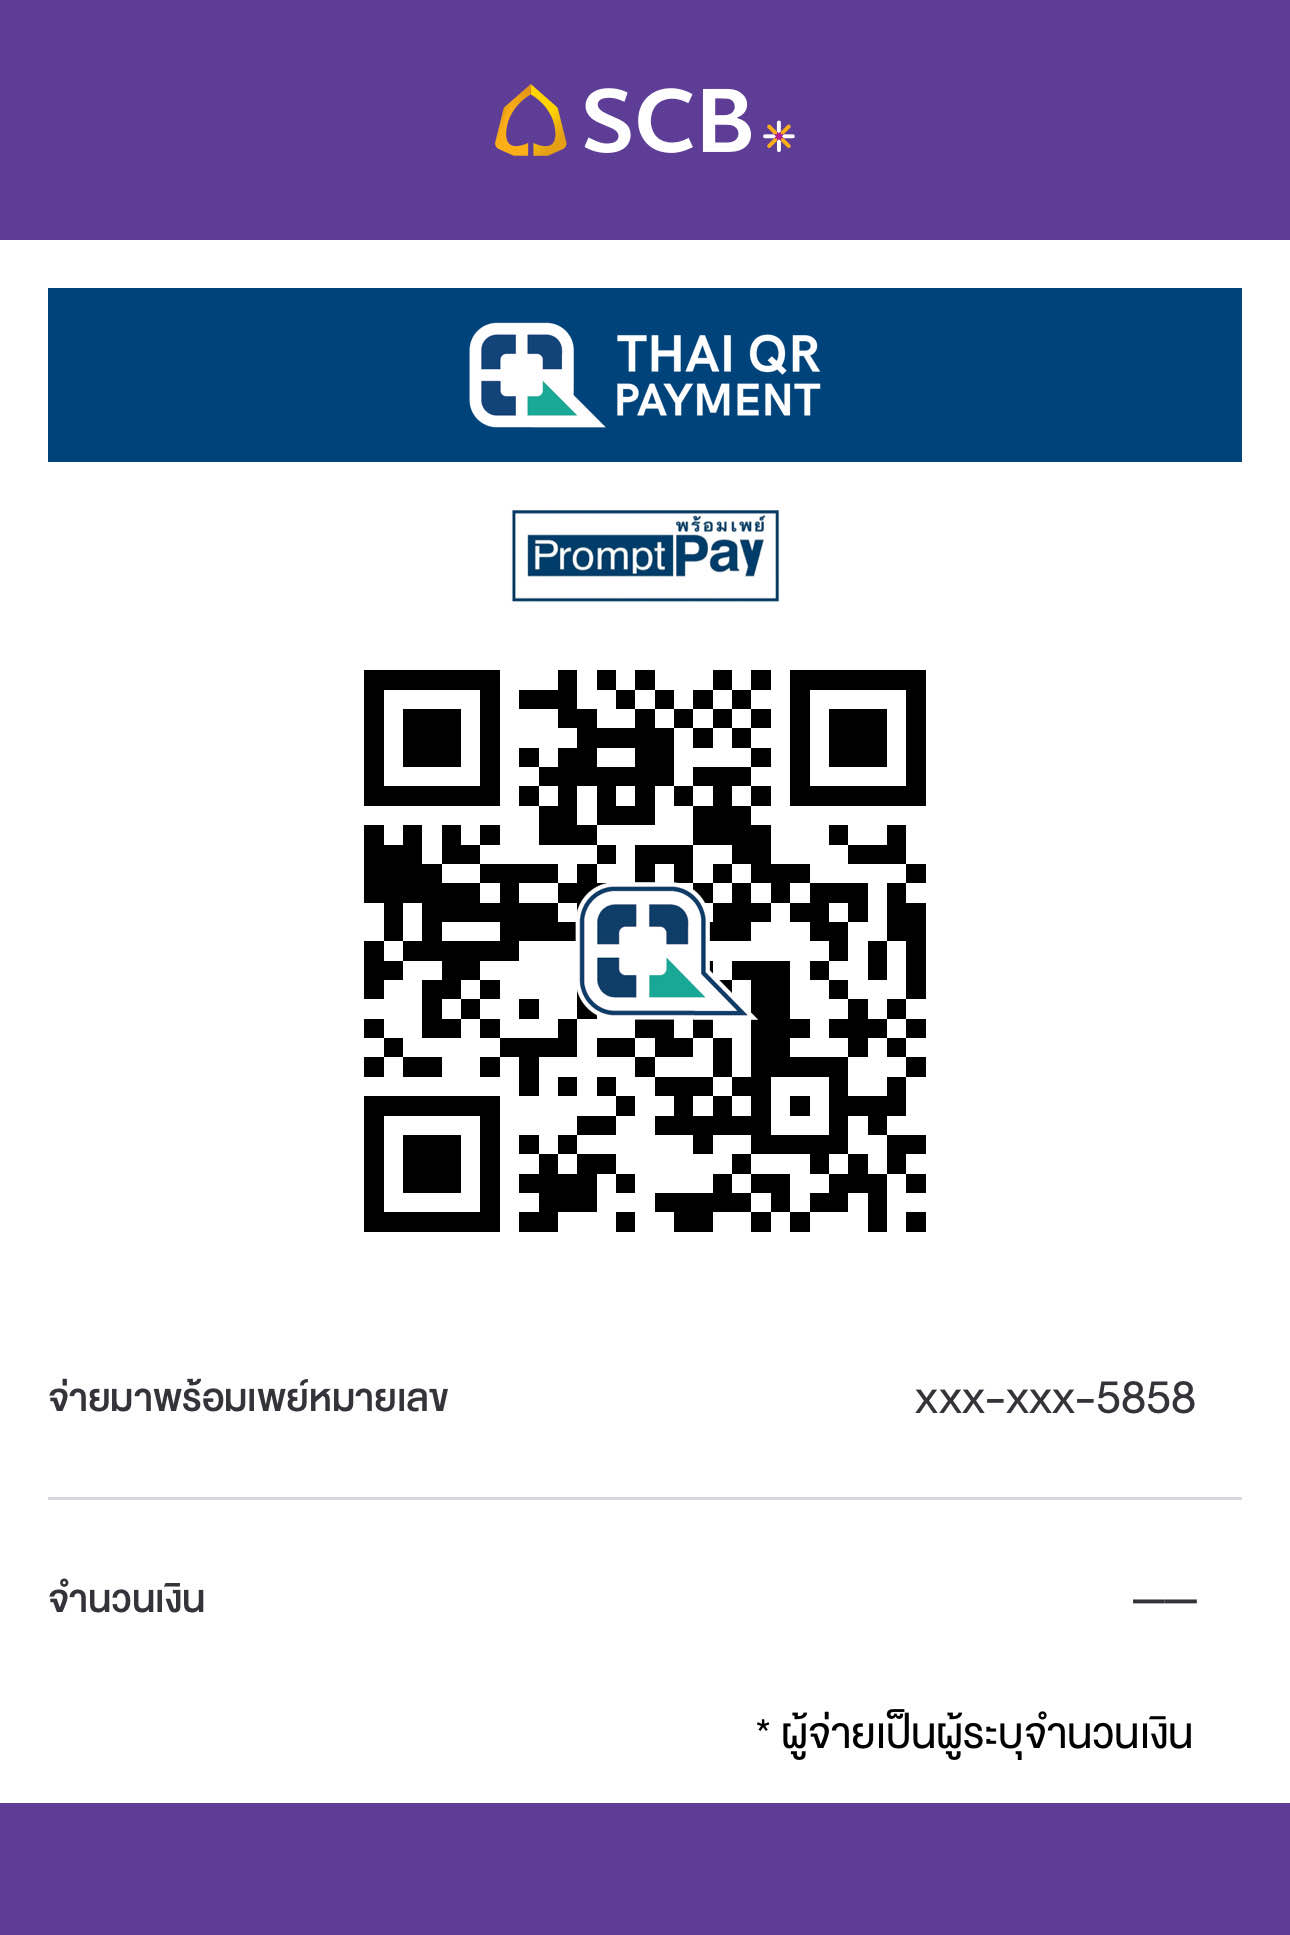 SCB
THAI QR
PAYMENT
พร้อมเพย์
PromptPay
จ่ายมาพร้อมเพย์หมายเลข xxx-xxx-5858
จำนวนเงิน ——
* ผู้จ่ายเป็นผู้ระบุจำนวนเงิน